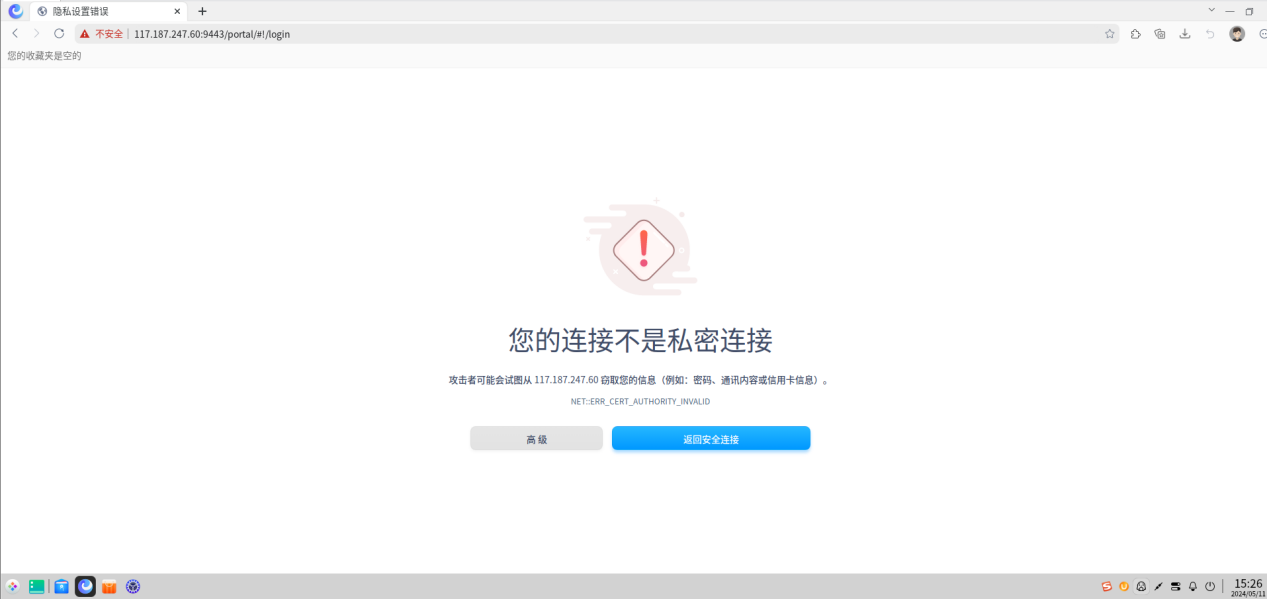 隐私设置错误
不安全 117.187.247.60:9443/portal/#!/login
您的收藏夹是空的
您的连接不是私密连接
攻击者可能会试图从 117.187.247.60 窃取您的信息（例如：密码、通讯内容或信用卡信息）。
NET::ERR_CERT_AUTHORITY_INVALID
高 级
返回安全连接
15:26
2024/05/11